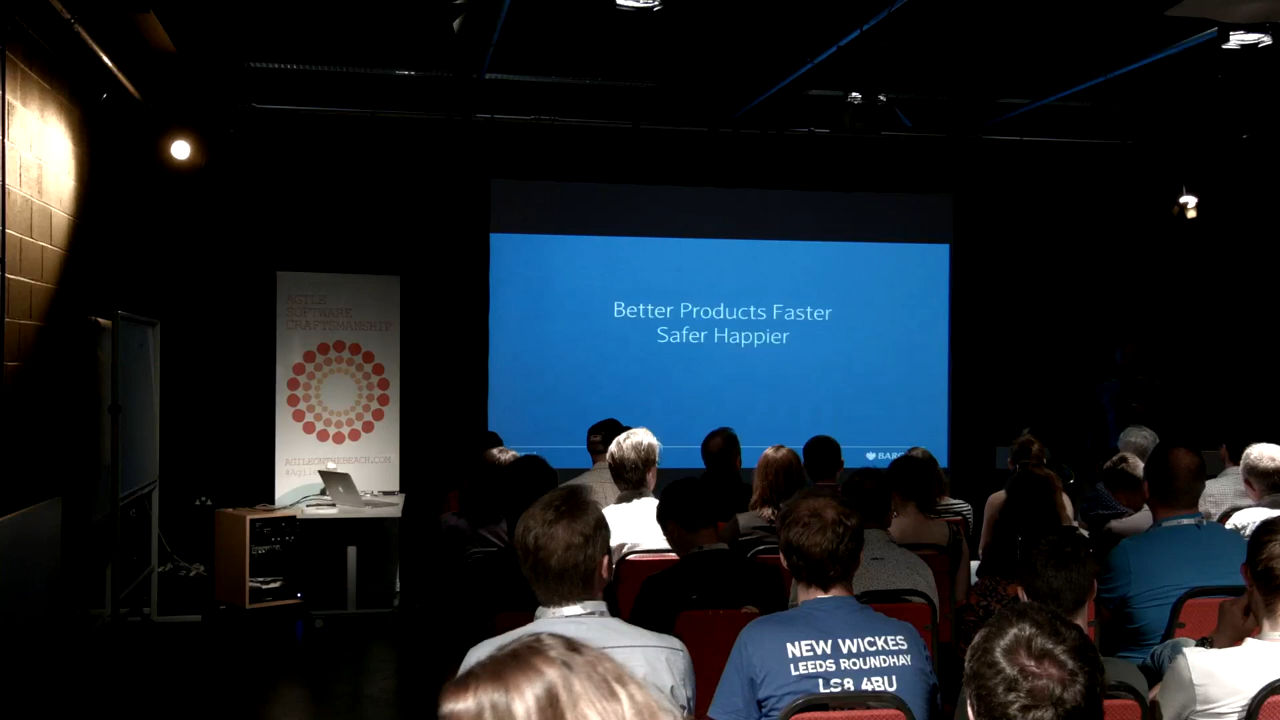 AGILE
SOFTWARE
CRAFTSMANSHIP
AGILEONTHEBEACH.COM
Better Products Faster
Safer Happier
NEW WICKES
LEEDS ROUNDHAY
LS8 4BU